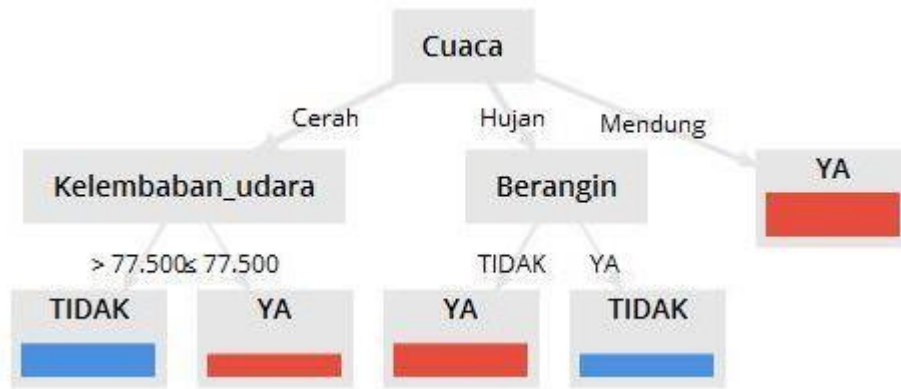 Cuaca
Cerah
Hujan
Mendung
Kelembaban_udara
Berangin
YA
> 77.500
≤ 77.500
TIDAK
YA
TIDAK
YA
YA
TIDAK